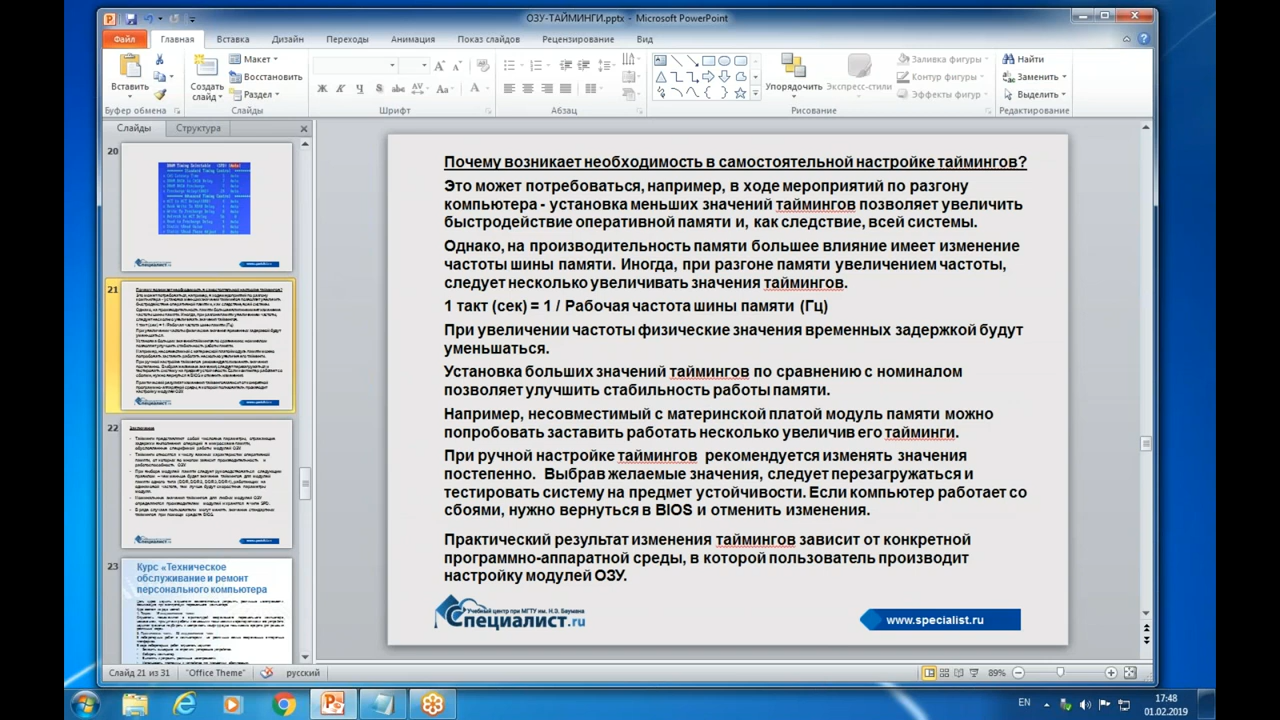 ОЗУ-ТАЙМИНГИ.pptx - Microsoft PowerPoint
Файл Главная Вставка Дизайн Переходы Анимация Показ слайдов Рецензирование Вид
Вставить
Создать слайд
Макет
Восстановить
Раздел
Ж К Ч S abc AV Aa A
Упорядочить
Экспресс-стили
Заливка фигуры
Контур фигуры
Эффекты фигур
Найти
Заменить
Выделить
Буфер обмена Слайды Шрифт Абзац Рисование Редактирование
Слайды Структура
20
21
22
Заключение
23
Курс «Техническое
обслуживание и ремонт
персонального компьютера
Почему возникает необходимость в самостоятельной настройке таймингов?
Это может потребоваться, например, в ходе мероприятий по разгону
компьютера - установка меньших значений таймингов позволяет увеличить
быстродействие оперативной памяти и, как следствие, всей системы.
Однако, на производительность памяти большее влияние имеет изменение
частоты шины памяти. Иногда, при разгоне памяти увеличением частоты,
следует несколько увеличивать значения таймингов.
1 такт (сек) = 1 / Рабочая частота шины памяти (Гц)
При увеличении частоты физические значения временных задержкой будут
уменьшаться.
Установка больших значений таймингов по сравнению с номиналом
позволяет улучшить стабильность работы памяти.
Например, несовместимый с материнской платой модуль памяти можно
попробовать заставить работать несколько увеличив его тайминги.
При ручной настройке таймингов рекомендуется изменять значения
постепенно. Выбрав желаемые значения, следует перезагрузиться и
тестировать систему на предмет устойчивости. Если компьютер работает со
сбоями, нужно вернуться в BIOS и отменить изменения.
Практический результат изменения таймингов зависит от конкретной
программно-аппаратной среды, в которой пользователь производит
настройку модулей ОЗУ.
Учебный центр при МГТУ им. Н.Э. Баумана
Специалист.ru
www.specialist.ru
Слайд 21 из 31 "Office Theme" русский 89%
EN 17:48
01.02.2019